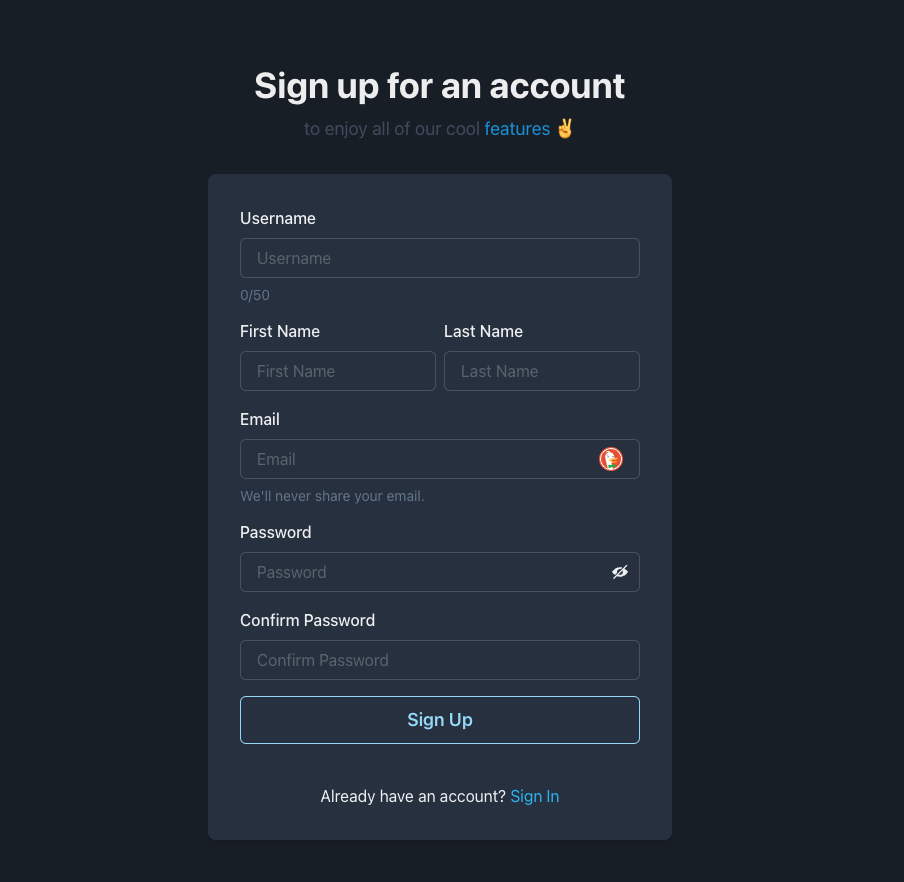 Sign up for an account
to enjoy all of our cool features ✌️
Username
Username
0/50
First Name Last Name
First Name Last Name
Email
Email
We'll never share your email.
Password
Password
Confirm Password
Confirm Password
Sign Up
Already have an account? Sign In